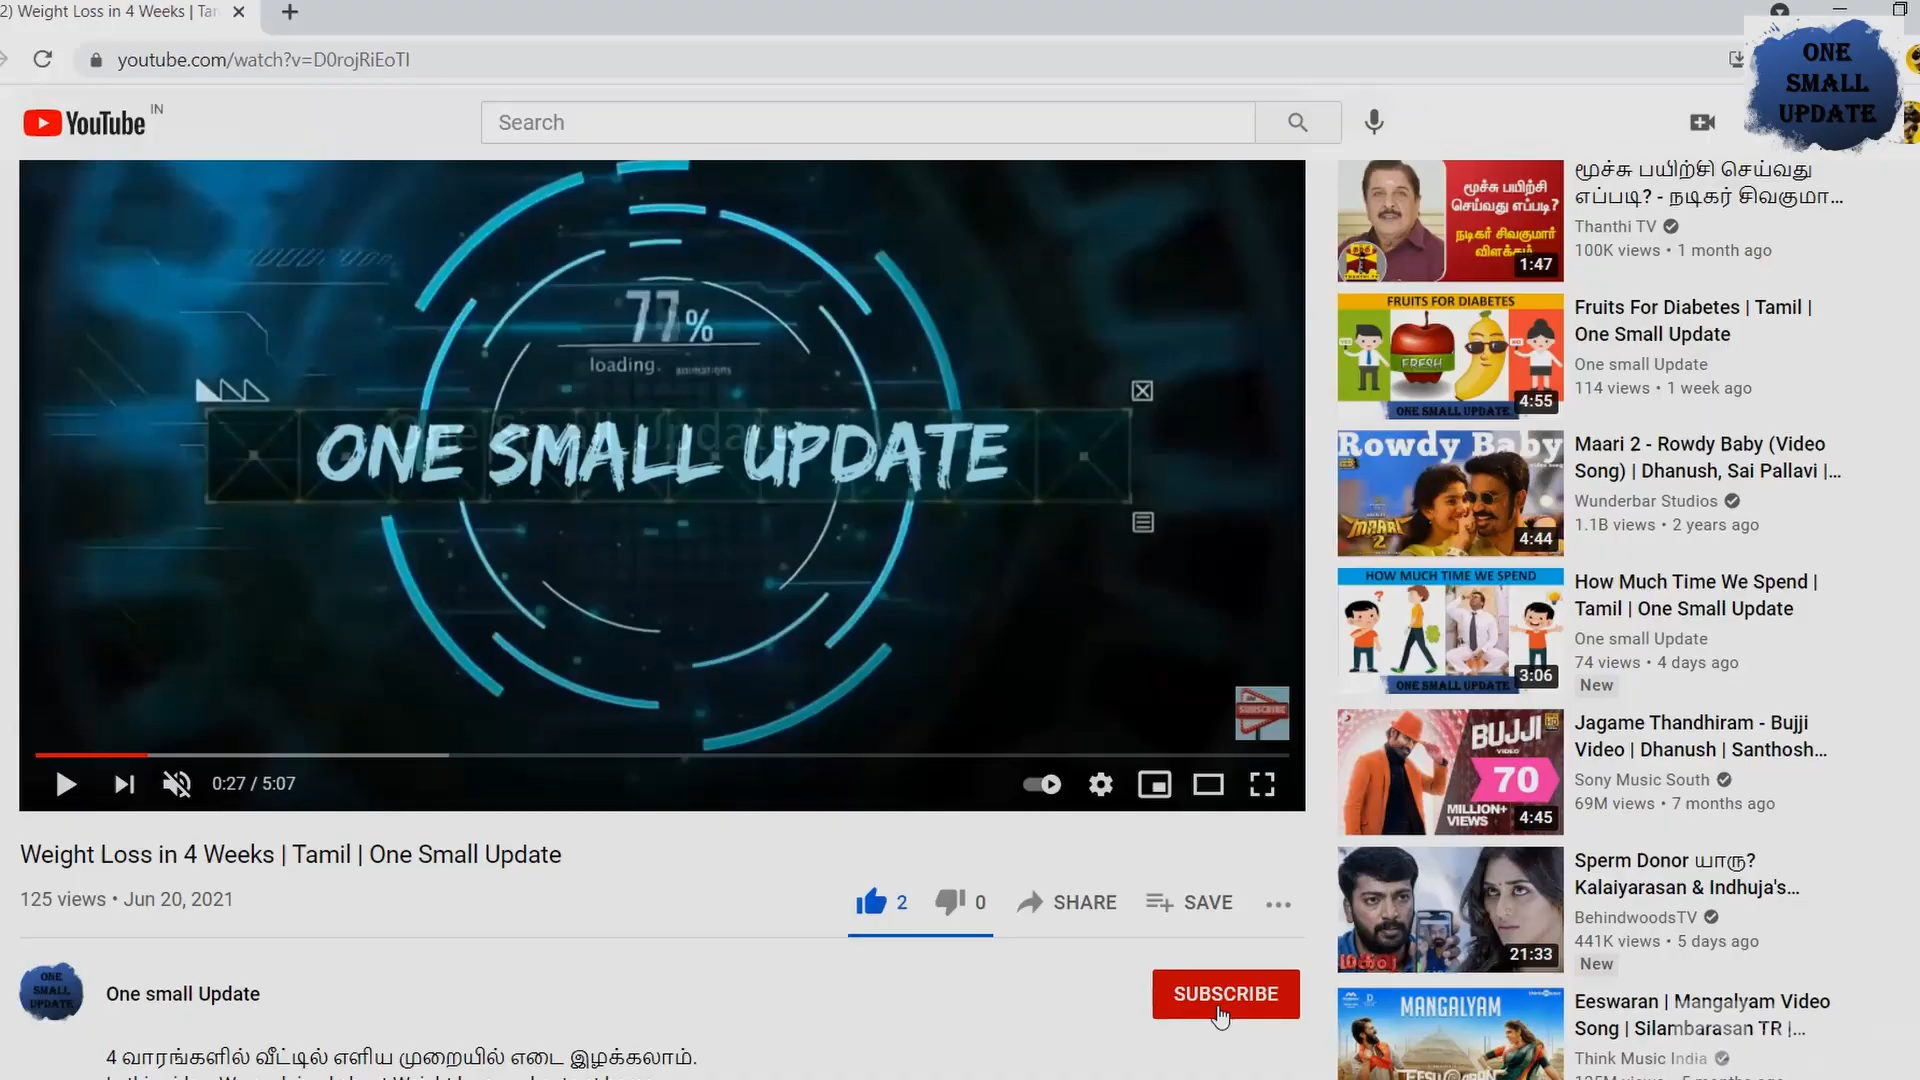 2) Weight Loss in 4 Weeks | Tar
youtube.com/watch?v=D0rojRiEoTI
ONE
SMALL
UPDATE
YouTube IN
Search
77%
loading.
ONE SMALL UPDATE
SUBSCRIBE
0:27 / 5:07
Weight Loss in 4 Weeks | Tamil | One Small Update
125 views • Jun 20, 2021
2
0
SHARE
SAVE
ONE
SMALL
UPDATE
One small Update
SUBSCRIBE
4 வாரங்களில் வீட்டில் எளிய முறையில் எடை இழக்கலாம்.
மூச்சு பயிற்சி
செய்வது எப்படி?
நடிகர் சிவகுமார்
விளக்கம்
1:47
மூச்சு பயிற்சி செய்வது
எப்படி? - நடிகர் சிவகுமா...
Thanthi TV
100K views • 1 month ago
FRUITS FOR DIABETES
FRESH
ONE SMALL UPDATE
4:55
Fruits For Diabetes | Tamil |
One Small Update
One small Update
114 views • 1 week ago
Rowdy Baby
MAARI
2
4:44
Maari 2 - Rowdy Baby (Video
Song) | Dhanush, Sai Pallavi |...
Wunderbar Studios
1.1B views • 2 years ago
HOW MUCH TIME WE SPEND
ONE SMALL UPDATE
3:06
How Much Time We Spend |
Tamil | One Small Update
One small Update
74 views • 4 days ago
New
BUJJI
VIDEO
70
MILLION+
VIEWS
4:45
Jagame Thandhiram - Bujji
Video | Dhanush | Santhosh...
Sony Music South
69M views • 7 months ago
21:33
Sperm Donor யாரு?
Kalaiyarasan & Indhuja's...
BehindwoodsTV
441K views • 5 days ago
New
MANGALYAM
Eeswaran | Mangalyam Video
Song | Silambarasan TR |...
Think Music India